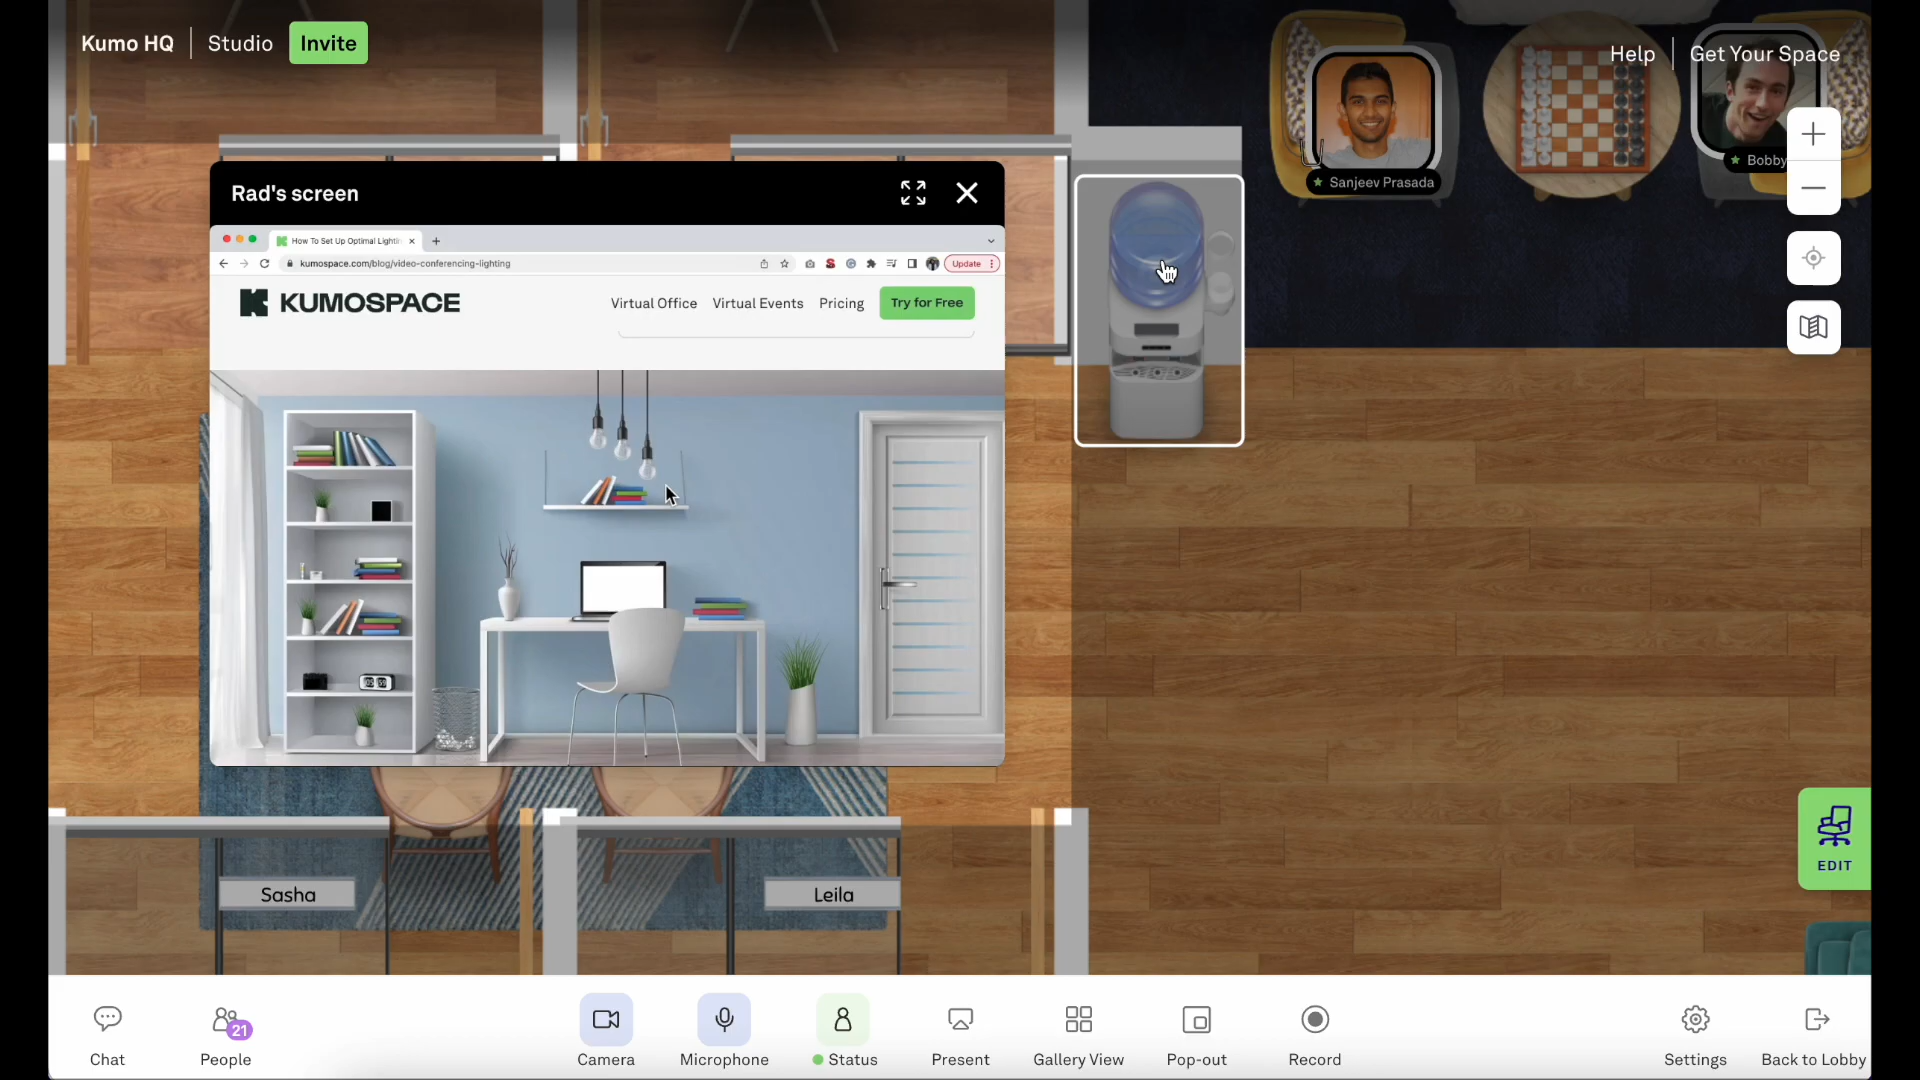 Kumo HQ
Studio
Invite
Help
Get Your Space
Sanjeev Prasada
Bobby
Rad's screen
How To Set Up Optimal Lighti
kumospace.com/blog/video-conferencing-lighting
Update
KUMOSPACE
Virtual Office
Virtual Events
Pricing
Try for Free
EDIT
Sasha
Leila
21
Chat
People
Camera
Microphone
Status
Present
Gallery View
Pop-out
Record
Settings
Back to Lobby